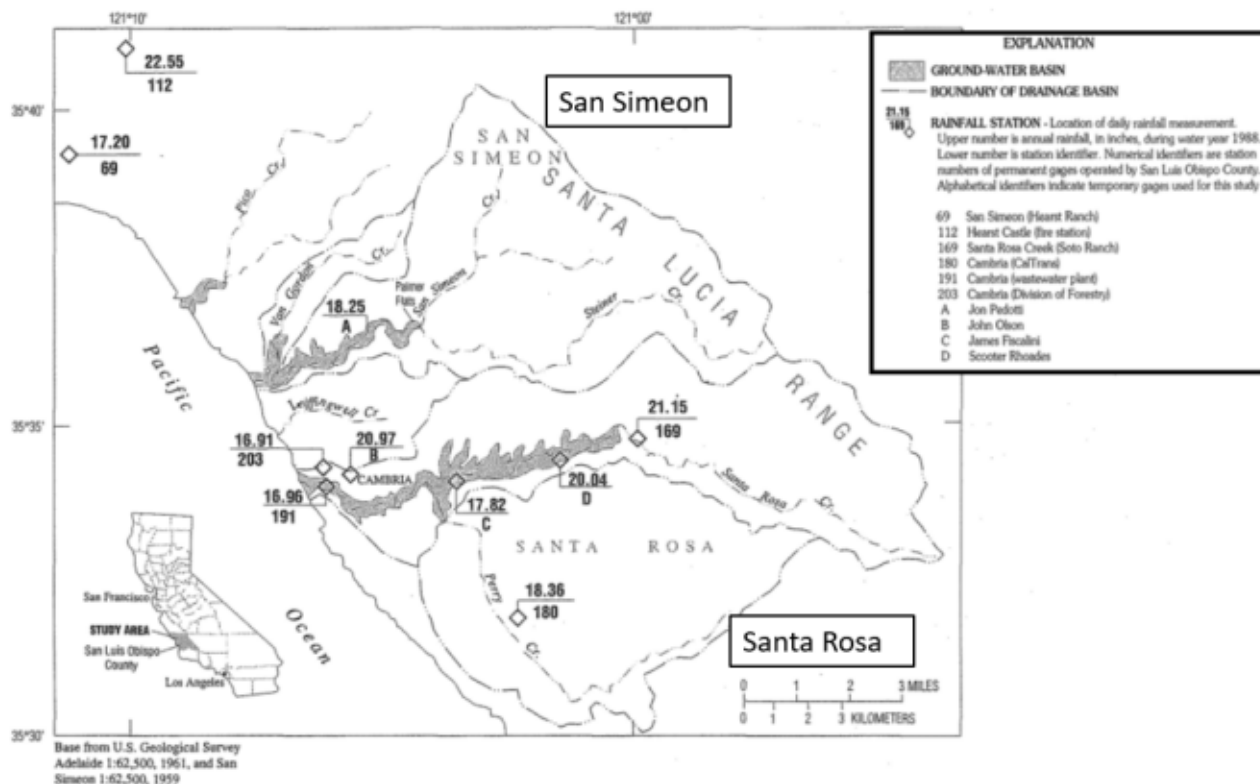 121°10'
121°00'
22.55
112
San Simeon
EXPLANATION
GROUND-WATER BASIN
BOUNDARY OF DRAINAGE BASIN
21.15
169
RAINFALL STATION - Location of daily rainfall measurement.
Upper number is annual rainfall, in inches, during water year 1988.
Lower number is station identifier. Numerical identifiers are station
numbers of permanent gages operated by San Luis Obispo County.
Alphabetical identifiers indicate temporary gages used for this study
69 San Simeon (Hearst Ranch)
112 Hearst Castle (fire station)
169 Santa Rosa Creek (Soto Ranch)
180 Cambria (CalTrans)
191 Cambria (wastewater plant)
203 Cambria (Division of Forestry)
A Jon Pedotti
B John Olson
C James Fiscalini
D Scooter Rhoades
35°40'
17.20
69
SAN
SIMEON
SANTA
LUCIA
RANGE
Pico Cr.
Van Gordon Cr.
Palmer
Flats
San Simeon
Cr.
Steiner Cr.
18.25
A
Pacific
Ocean
Leffingwell Cr.
35°35'
16.91
203
20.97
B
CAMBRIA
21.15
169
16.96
191
17.82
C
20.04
D
Santa Rosa Cr.
SANTA ROSA
Perry Cr.
18.36
180
San Francisco
STUDY AREA
San Luis Obispo
County
Los Angeles
Santa Rosa
0 1 2 3 MILES
0 1 2 3 KILOMETERS
35°30'
Base from U.S. Geological Survey
Adelaide 1:62,500, 1961, and San
Simeon 1:62,500, 1959